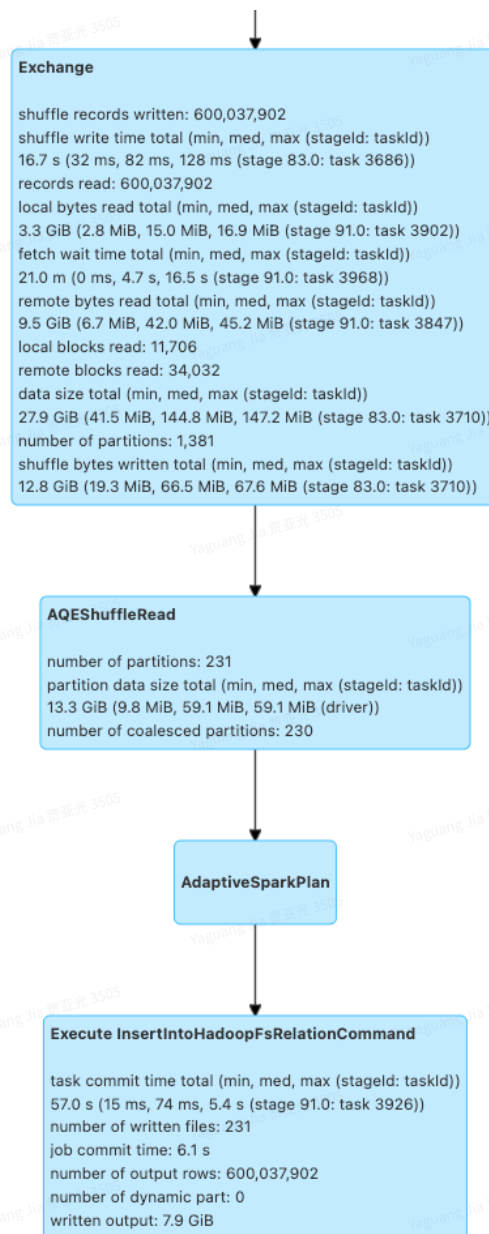 Exchange
shuffle records written: 600,037,902
shuffle write time total (min, med, max (stageId: taskId))
16.7 s (32 ms, 82 ms, 128 ms (stage 83.0: task 3686))
records read: 600,037,902
local bytes read total (min, med, max (stageId: taskId))
3.3 GiB (2.8 MiB, 15.0 MiB, 16.9 MiB (stage 91.0: task 3902))
fetch wait time total (min, med, max (stageId: taskId))
21.0 m (0 ms, 4.7 s, 16.5 s (stage 91.0: task 3968))
remote bytes read total (min, med, max (stageId: taskId))
9.5 GiB (6.7 MiB, 42.0 MiB, 45.2 MiB (stage 91.0: task 3847))
local blocks read: 11,706
remote blocks read: 34,032
data size total (min, med, max (stageId: taskId))
27.9 GiB (41.5 MiB, 144.8 MiB, 147.2 MiB (stage 83.0: task 3710))
number of partitions: 1,381
shuffle bytes written total (min, med, max (stageId: taskId))
12.8 GiB (19.3 MiB, 66.5 MiB, 67.6 MiB (stage 83.0: task 3710))
Yaguang Jia 贾亚光 3505
AQEShuffleRead
number of partitions: 231
partition data size total (min, med, max (stageId: taskId))
13.3 GiB (9.8 MiB, 59.1 MiB, 59.1 MiB (driver))
number of coalesced partitions: 230
AdaptiveSparkPlan
Execute InsertIntoHadoopFsRelationCommand
task commit time total (min, med, max (stageId: taskId))
57.0 s (15 ms, 74 ms, 5.4 s (stage 91.0: task 3926))
number of written files: 231
job commit time: 6.1 s
number of output rows: 600,037,902
number of dynamic part: 0
written output: 7.9 GiB